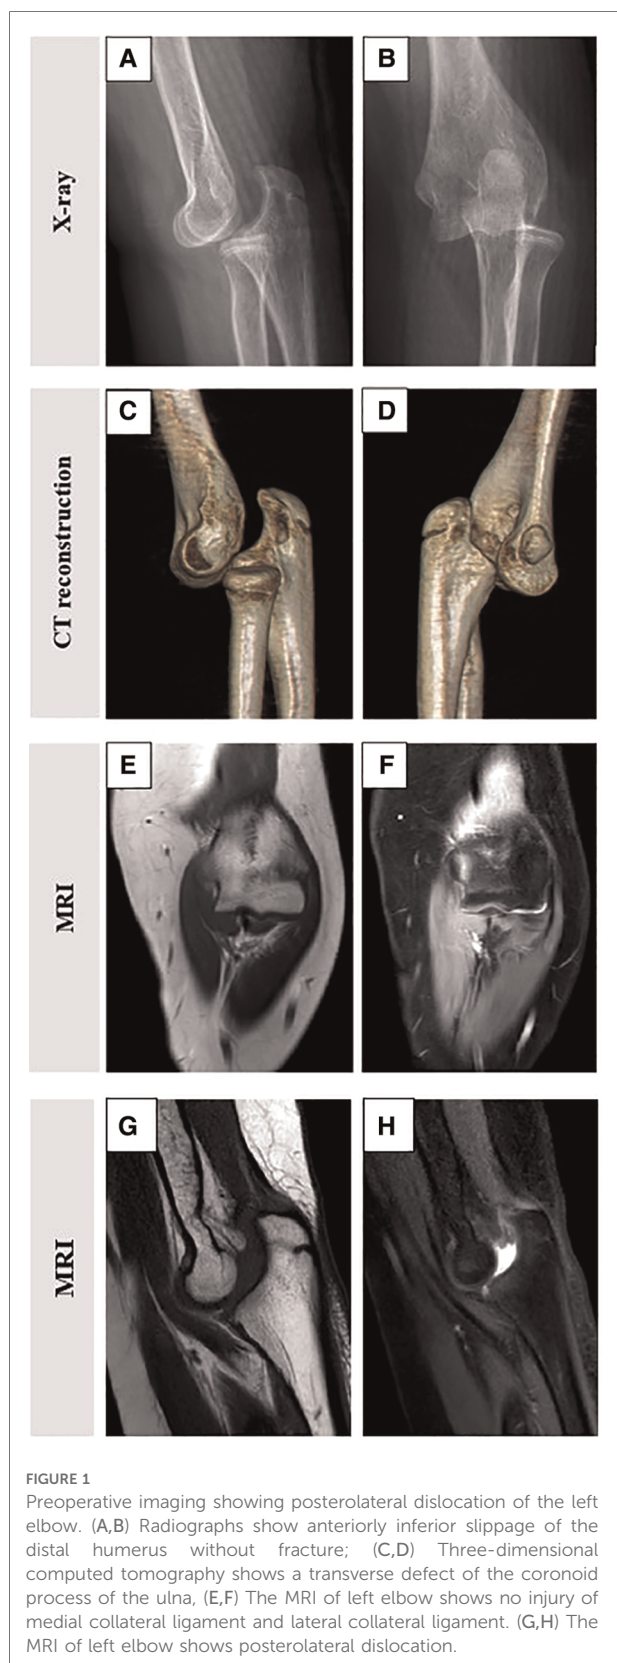 X-ray
A
B
CT reconstruction
C
D
MRI
E
F
MRI
G
H
FIGURE 1
Preoperative imaging showing posterolateral dislocation of the left
elbow. (A,B) Radiographs show anteriorly inferior slippage of the
distal humerus without fracture; (C,D) Three-dimensional
computed tomography shows a transverse defect of the coronoid
process of the ulna, (E,F) The MRI of left elbow shows no injury of
medial collateral ligament and lateral collateral ligament. (G,H) The
MRI of left elbow shows posterolateral dislocation.